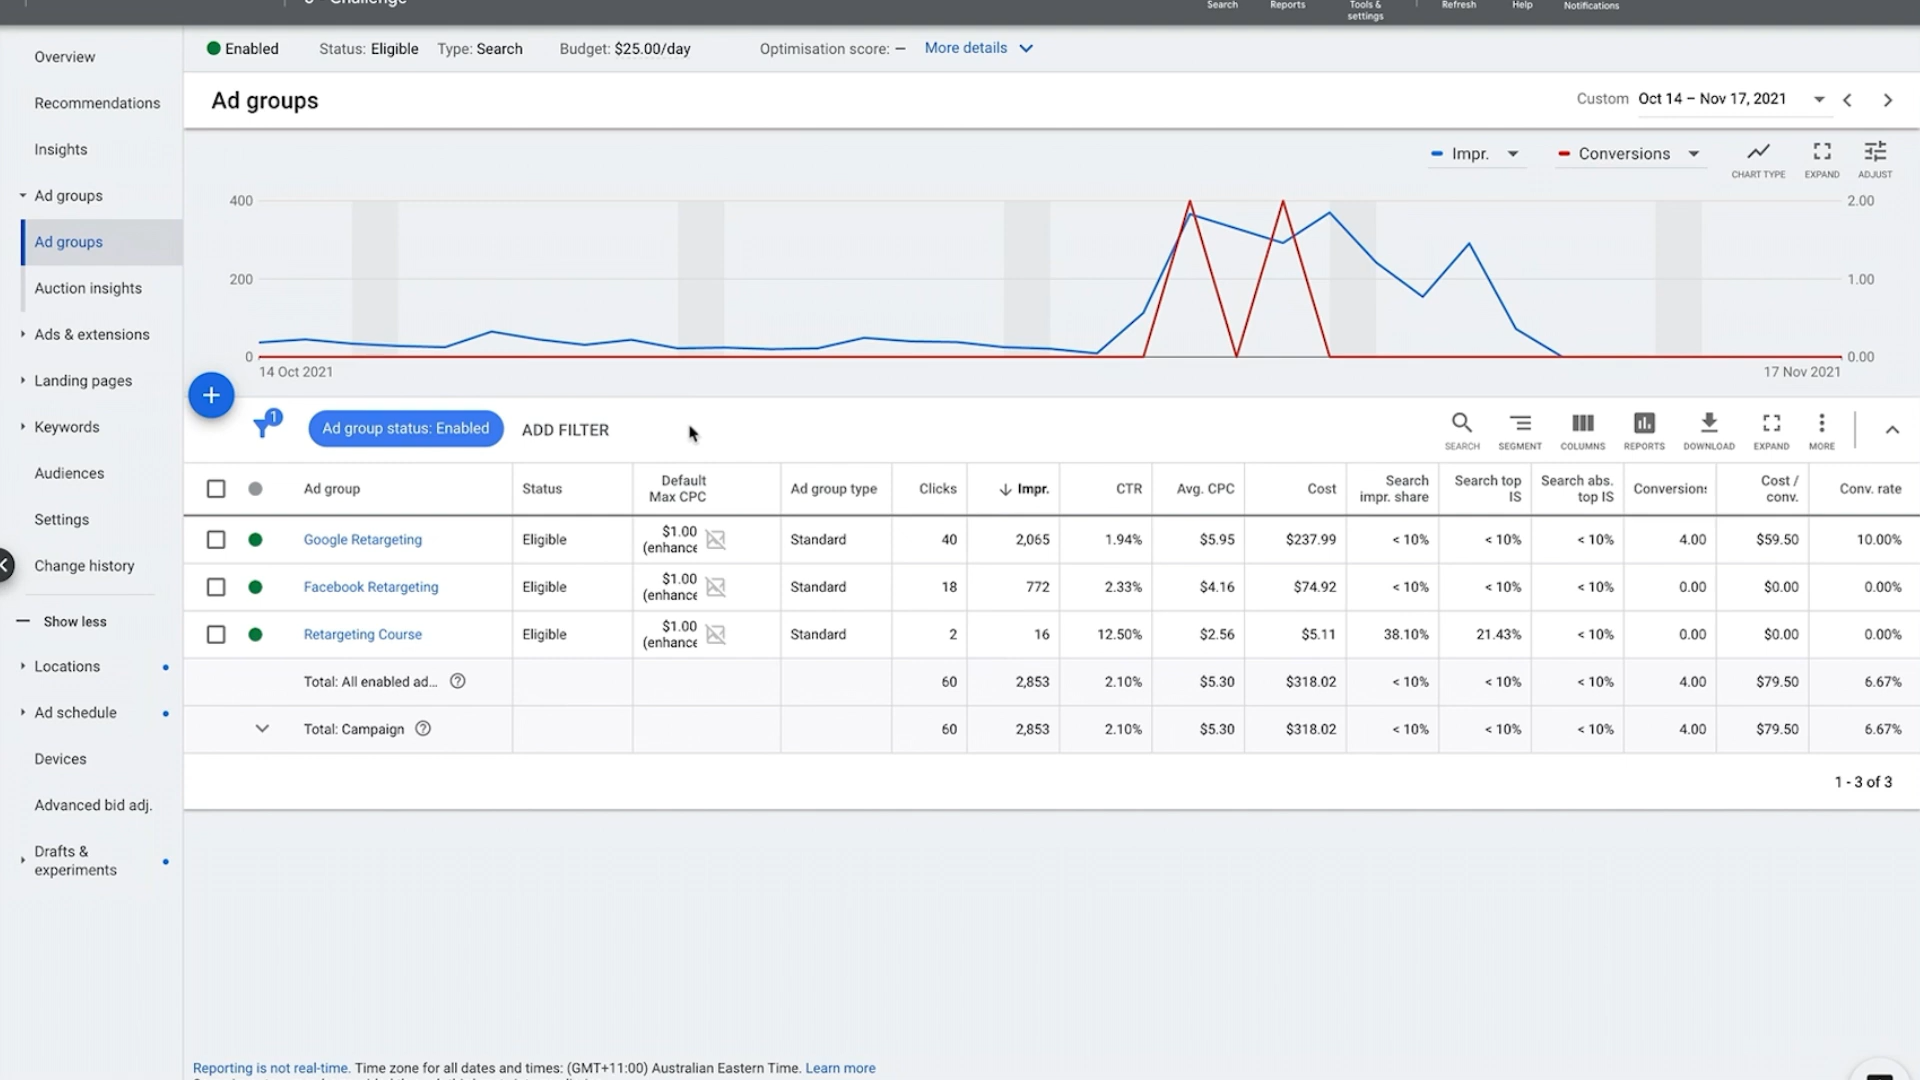 Search
Reports
Tools &
settings
Refresh
Help
Notifications
Overview
Recommendations
Insights
Ad groups
Ad groups
Auction insights
Ads & extensions
Landing pages
Keywords
Audiences
Settings
Change history
Show less
Locations
Ad schedule
Devices
Advanced bid adj.
Drafts &
experiments
Enabled Status: Eligible Type: Search Budget: $25.00/day Optimisation score: — More details
Ad groups
Custom Oct 14 – Nov 17, 2021
Impr. Conversions
CHART TYPE EXPAND ADJUST
400 2.00
200 1.00
0 0.00
14 Oct 2021 17 Nov 2021
1
Ad group status: Enabled ADD FILTER
SEARCH SEGMENT COLUMNS REPORTS DOWNLOAD EXPAND MORE
Ad group Status Default Max CPC Ad group type Clicks Impr. CTR Avg. CPC Cost Search impr. share Search top IS Search abs. top IS Conversions Cost / conv. Conv. rate
Google Retargeting Eligible $1.00 (enhance Standard 40 2,065 1.94% $5.95 $237.99 < 10% < 10% < 10% 4.00 $59.50 10.00%
Facebook Retargeting Eligible $1.00 (enhance Standard 18 772 2.33% $4.16 $74.92 < 10% < 10% < 10% 0.00 $0.00 0.00%
Retargeting Course Eligible $1.00 (enhance Standard 2 16 12.50% $2.56 $5.11 38.10% 21.43% < 10% 0.00 $0.00 0.00%
Total: All enabled ad... 60 2,853 2.10% $5.30 $318.02 < 10% < 10% < 10% 4.00 $79.50 6.67%
Total: Campaign 60 2,853 2.10% $5.30 $318.02 < 10% < 10% < 10% 4.00 $79.50 6.67%
1 - 3 of 3
Reporting is not real-time. Time zone for all dates and times: (GMT+11:00) Australian Eastern Time. Learn more